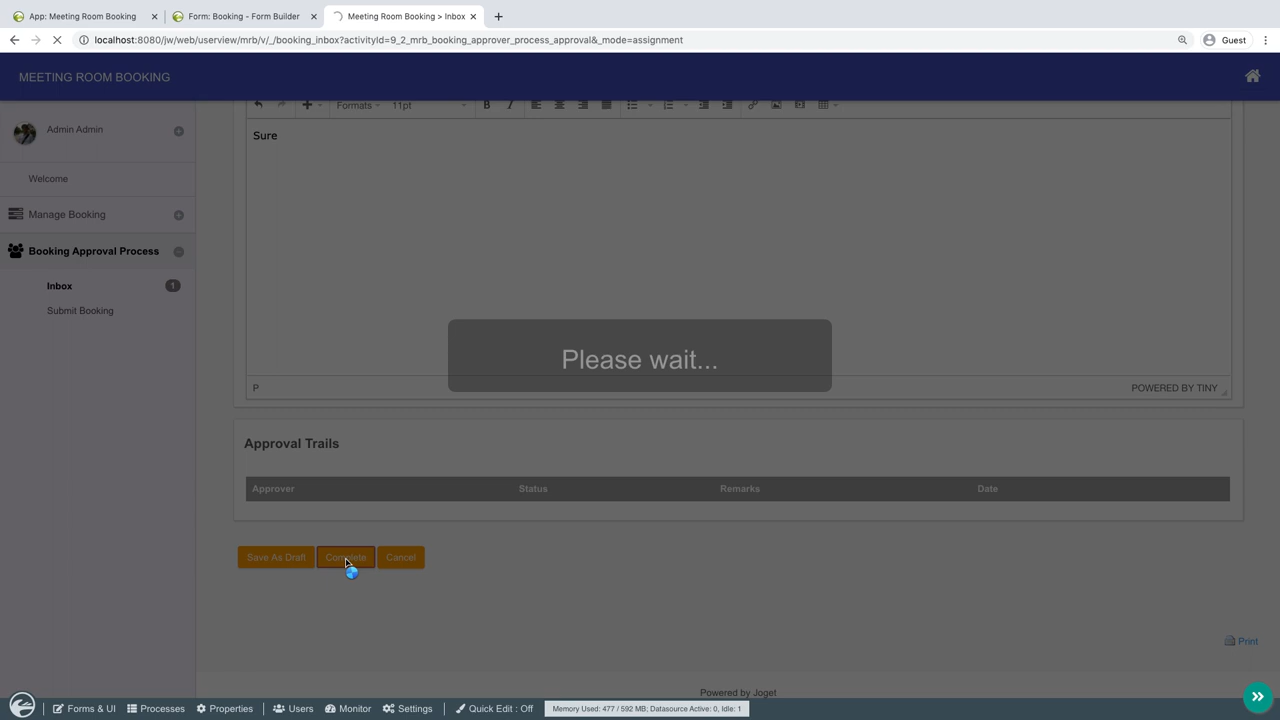 App: Meeting Room Booking
Form: Booking - Form Builder
Meeting Room Booking > Inbox
localhost:8080/jw/web/userview/mrb/v/_/booking_inbox?activityId=9_2_mrb_booking_approver_process_approval&_mode=assignment
Guest
MEETING ROOM BOOKING
Admin Admin
Welcome
Manage Booking
Booking Approval Process
Inbox 1
Submit Booking
Formats 11pt B I
Sure
Please wait...
P POWERED BY TINY
Approval Trails
Approver Status Remarks Date
Save As Draft Complete Cancel
Print
Powered by Joget
Forms & UI Processes Properties Users Monitor Settings Quick Edit : Off Memory Used: 477 / 592 MB; Datasource Active: 0, Idle: 1